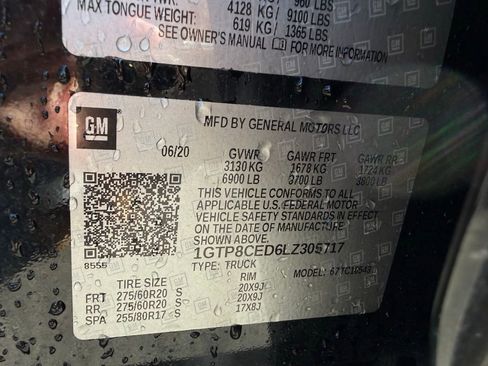 MAX TONGUE WEIGHT:
4128 KG/ 9100 LBS
619 KG/ 1365 LBS
SEE OWNER'S MANUAL FOR MORE INFORMATION
GM
MFD BY GENERAL MOTORS LLC
06/20 GVWR GAWR FRT GAWR RR
3130 KG 1678 KG 1724 KG
6900 LB 3700 LB 3800 LB
THIS VEHICLE CONFORMS TO ALL
APPLICABLE U.S. FEDERAL MOTOR
VEHICLE SAFETY STANDARDS IN EFFECT
ON THE DATE OF MANUFACTURE
SHOWN ABOVE.
1GTP8CED6LZ305717
TYPE: TRUCK
8556
TIRE SIZE RIM
FRT 275/60R20 S 20X9J
RR 275/60R20 S 20X9J
SPA 255/80R17 S 17X8J